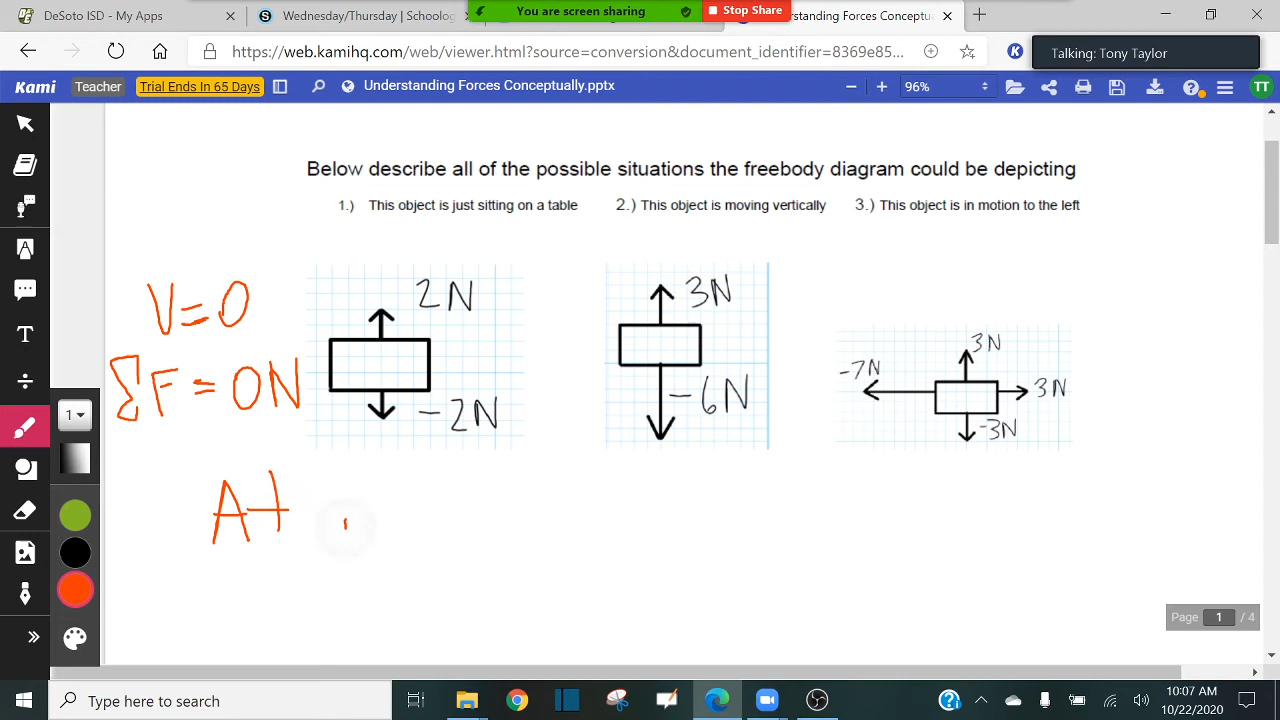 DeSoto - All Apps
Wednesday/Thursday | Schoolog
You are screen sharing
Stop Share
Understanding Forces Conceptu
https://web.kamihq.com/web/viewer.html?source=conversion&document_identifier=8369e85...
Talking: Tony Taylor
Kami
Teacher
Trial Ends In 65 Days
Understanding Forces Conceptually.pptx
96%
TT
Below describe all of the possible situations the freebody diagram could be depicting
1.) This object is just sitting on a table
2.) This object is moving vertically
3.) This object is in motion to the left
V=0
2N
3N
3N
-7N
3N
ΣF = 0N
-2N
-6N
-3N
At
1
Page 1 / 4
Type here to search
10:07 AM
10/22/2020